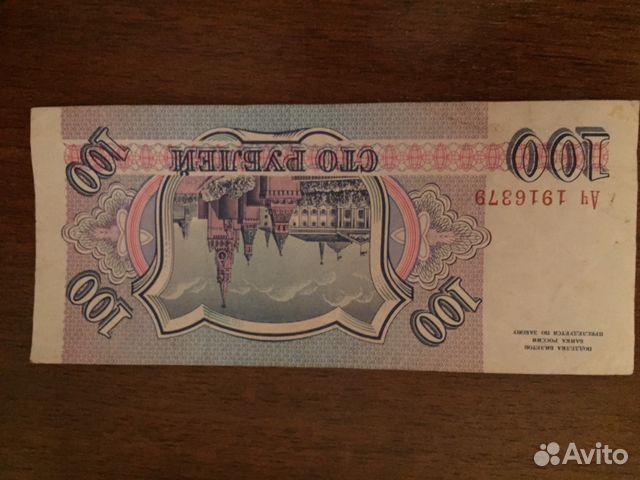 ПОДДЕЛКА БИЛЕТОВ
БАНКА РОССИИ
ПРЕСЛЕДУЕТСЯ ПО ЗАКОНУ
100
100
Ач 1916379
100
СТО РУБЛЕЙ
100
Avito